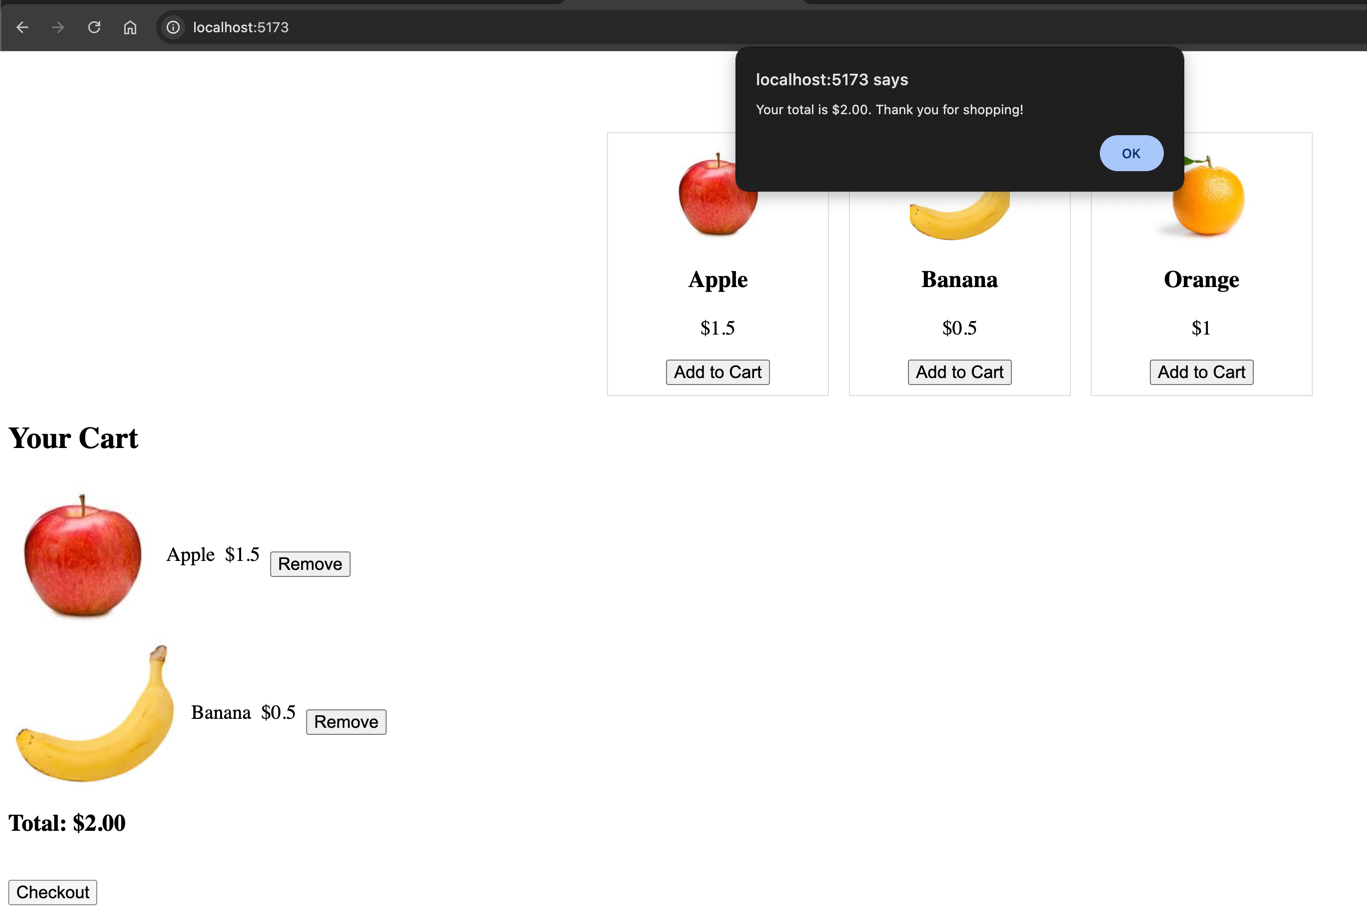 localhost:5173
localhost:5173 says
Your total is $2.00. Thank you for shopping!
OK
Apple Banana Orange
$1.5 $0.5 $1
Add to Cart Add to Cart Add to Cart
Your Cart
Apple $1.5 Remove
Banana $0.5 Remove
Total: $2.00
Checkout